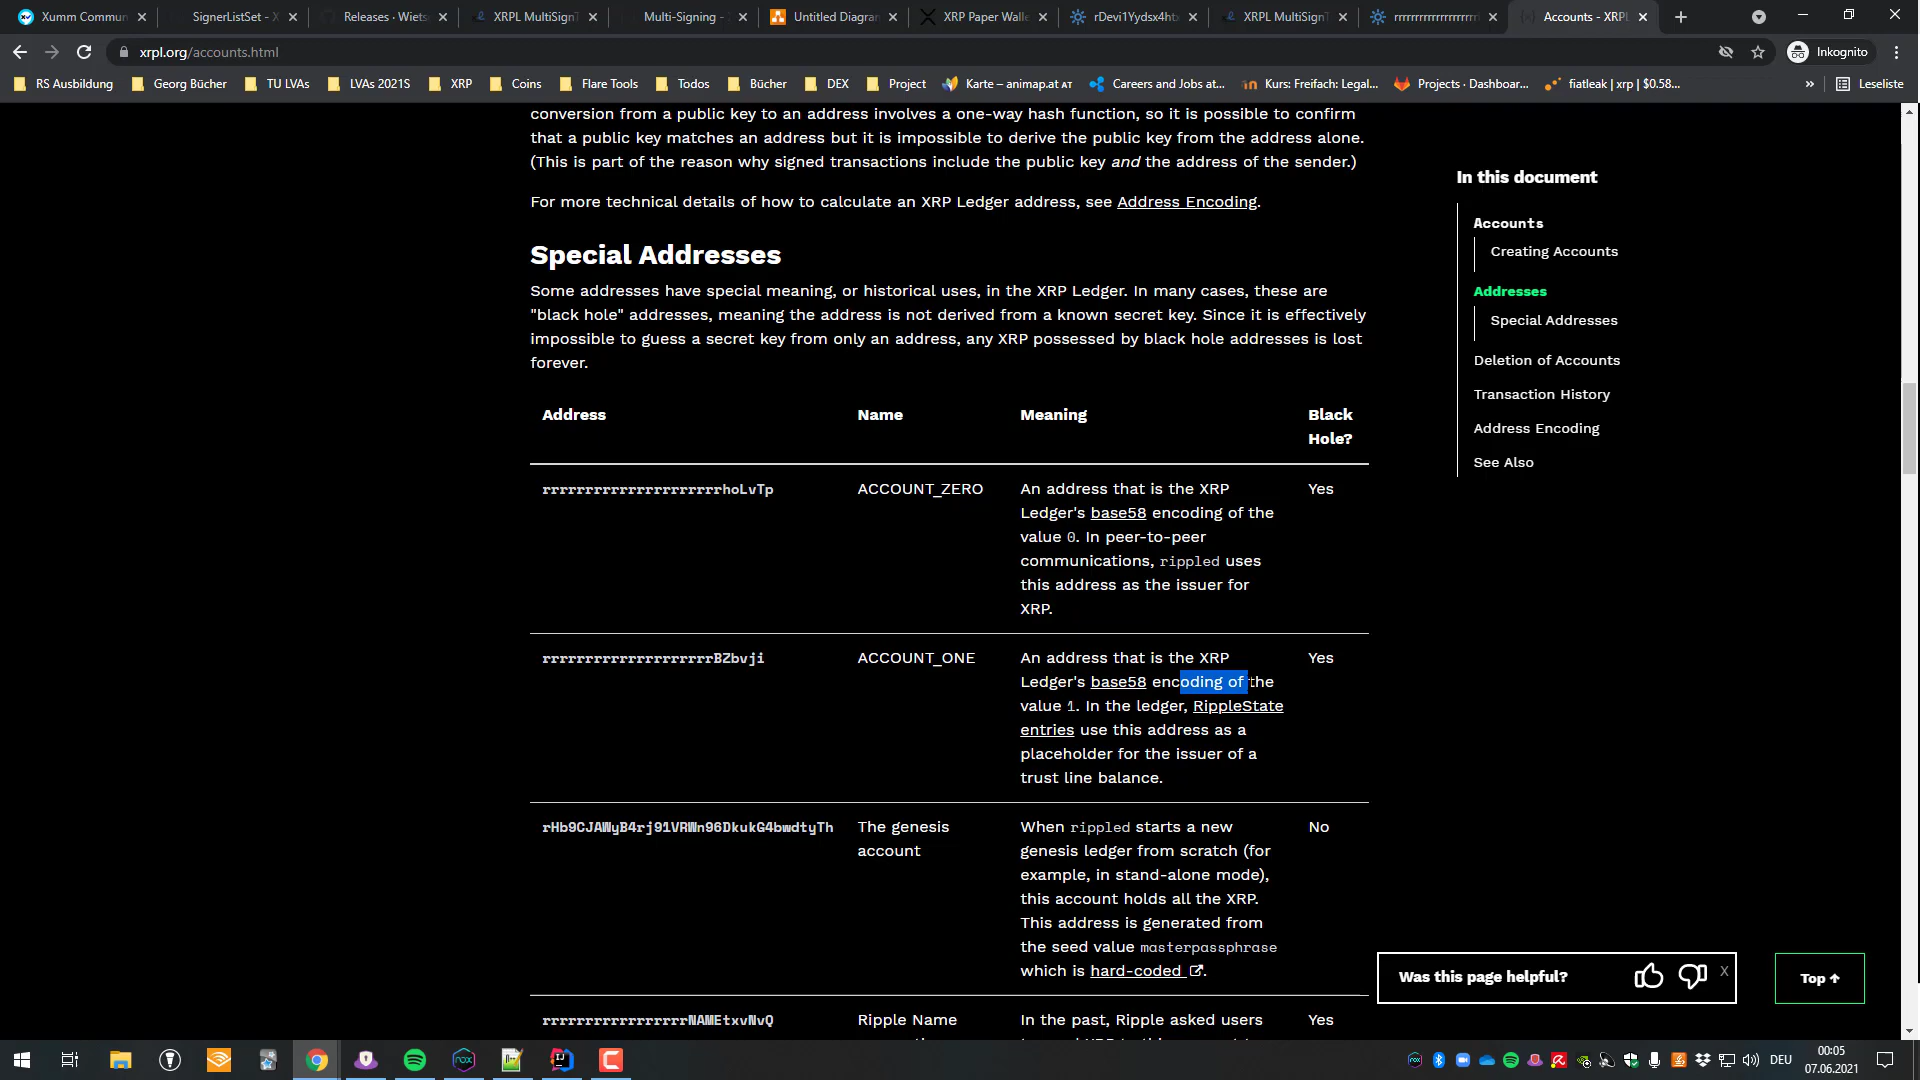 Xumm Commun
SignerListSet - X
Releases · Wiets
XRPL MultiSignT
Multi-Signing -
Untitled Diagram
XRP Paper Walle
rDevi1Yydsx4ht
XRPL MultiSignT
rrrrrrrrrrrrrrrrrrrr
Accounts - XRPL
xrpl.org/accounts.html
Inkognito
RS Ausbildung
Georg Bücher
TU LVAs
LVAs 2021S
XRP
Coins
Flare Tools
Todos
Bücher
DEX
Project
Karte – animap.at AT
Careers and Jobs at...
Kurs: Freifach: Legal...
Projects · Dashboar...
fiatleak | xrp | $0.58...
»
Leseliste
conversion from a public key to an address involves a one-way hash function, so it is possible to confirm
that a public key matches an address but it is impossible to derive the public key from the address alone.
(This is part of the reason why signed transactions include the public key and the address of the sender.)
For more technical details of how to calculate an XRP Ledger address, see Address Encoding.
Special Addresses
Some addresses have special meaning, or historical uses, in the XRP Ledger. In many cases, these are
"black hole" addresses, meaning the address is not derived from a known secret key. Since it is effectively
impossible to guess a secret key from only an address, any XRP possessed by black hole addresses is lost
forever.
Address
Name
Meaning
Black
Hole?
rrrrrrrrrrrrrrrrrrrrrhoLvTp
ACCOUNT_ZERO
An address that is the XRP
Ledger's base58 encoding of the
value 0. In peer-to-peer
communications, rippled uses
this address as the issuer for
XRP.
Yes
rrrrrrrrrrrrrrrrrrrrBZbvji
ACCOUNT_ONE
An address that is the XRP
Ledger's base58 encoding of the
value 1. In the ledger, RippleState
entries use this address as a
placeholder for the issuer of a
trust line balance.
Yes
rHb9CJAWyB4rj91VRWn96DkukG4bwdtyTh
The genesis
account
When rippled starts a new
genesis ledger from scratch (for
example, in stand-alone mode),
this account holds all the XRP.
This address is generated from
the seed value masterpassphrase
which is hard-coded.
No
rrrrrrrrrrrrrrrrrNAMEtxvNvQ
Ripple Name
In the past, Ripple asked users
Yes
In this document
Accounts
Creating Accounts
Addresses
Special Addresses
Deletion of Accounts
Transaction History
Address Encoding
See Also
Was this page helpful?
X
Top
DEU
00:05
07.06.2021